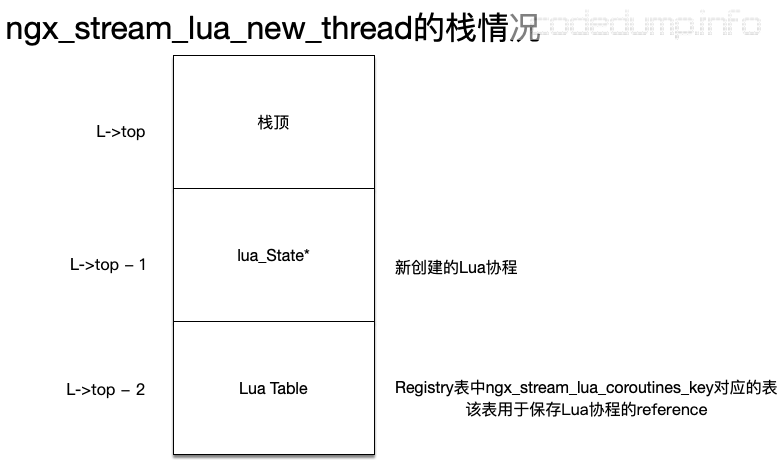 ngx_stream_lua_new_thread的栈情况
codedump.info
L->top
栈顶
L->top − 1
lua_State*
新创建的Lua协程
L->top − 2
Lua Table
Registry表中ngx_stream_lua_coroutines_key对应的表
该表用于保存Lua协程的reference